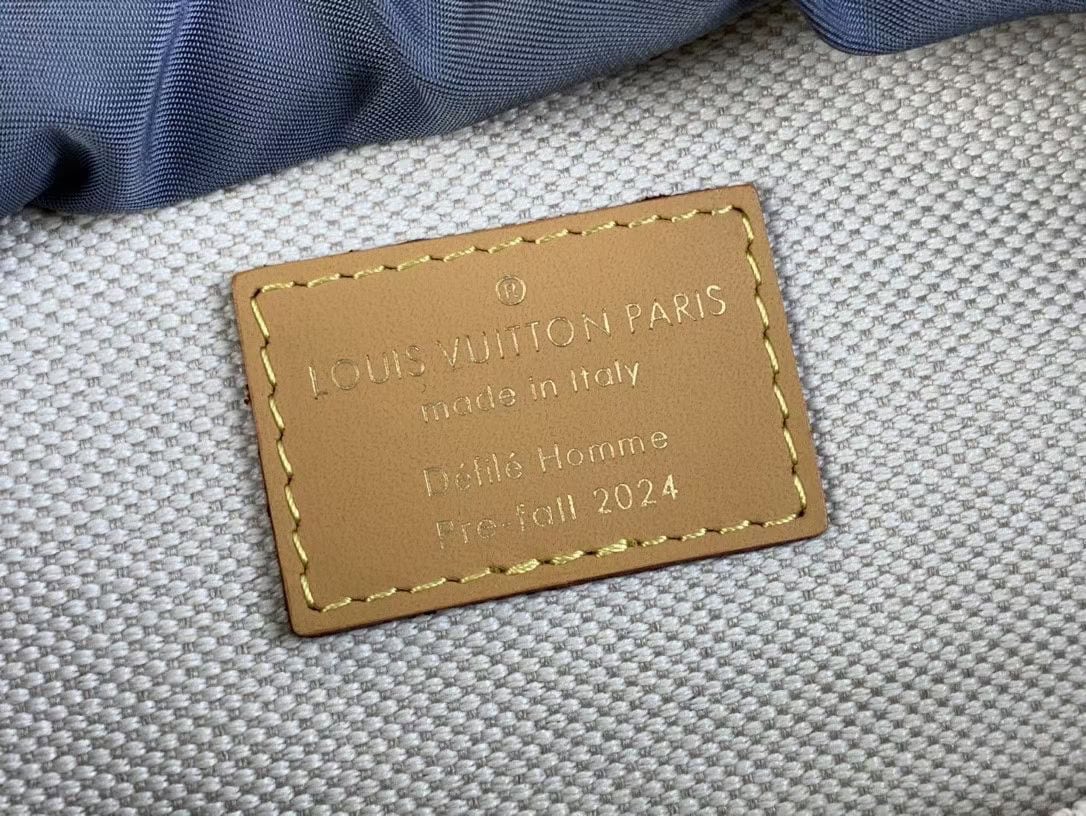 ®
LOUIS VUITTON PARIS
made in Italy
Défilé Homme
Pre-fall 2024